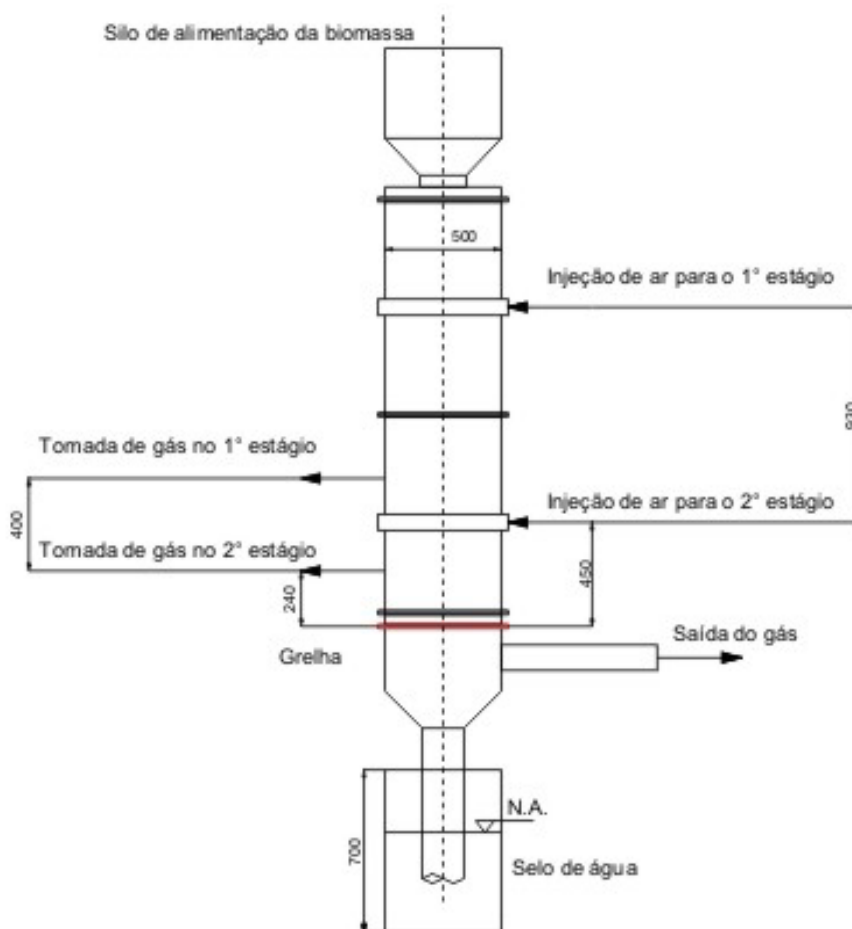 Silo de alimentação da biomassa
500
Injeção de ar para o 1° estágio
Tomada de gás no 1° estágio
Injeção de ar para o 2° estágio
400
Tomada de gás no 2° estágio
240
450
Saída do gás
Grelha
N.A.
700
Selo de água